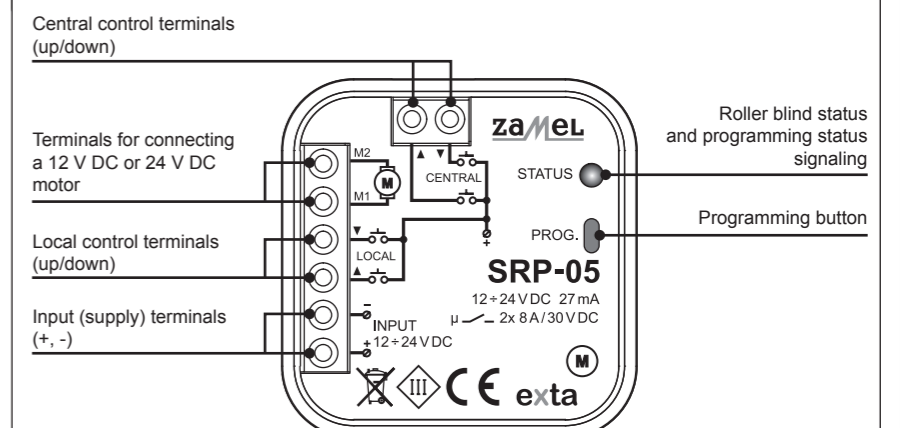 Central control terminals
(up/down)
Terminals for connecting
a 12 V DC or 24 V DC
motor
Local control terminals
(up/down)
Input (supply) terminals
(+, -)
zaMeL
▲ ▼
CENTRAL
M2
M
M1
▼
LOCAL
▲
+
−
INPUT
+ 12÷24 V DC
STATUS
PROG.
SRP-05
12÷24 V DC 27 mA
µ 2x 8 A / 30 V DC
M
III
CE
exta
Roller blind status
and programming status
signaling
Programming button